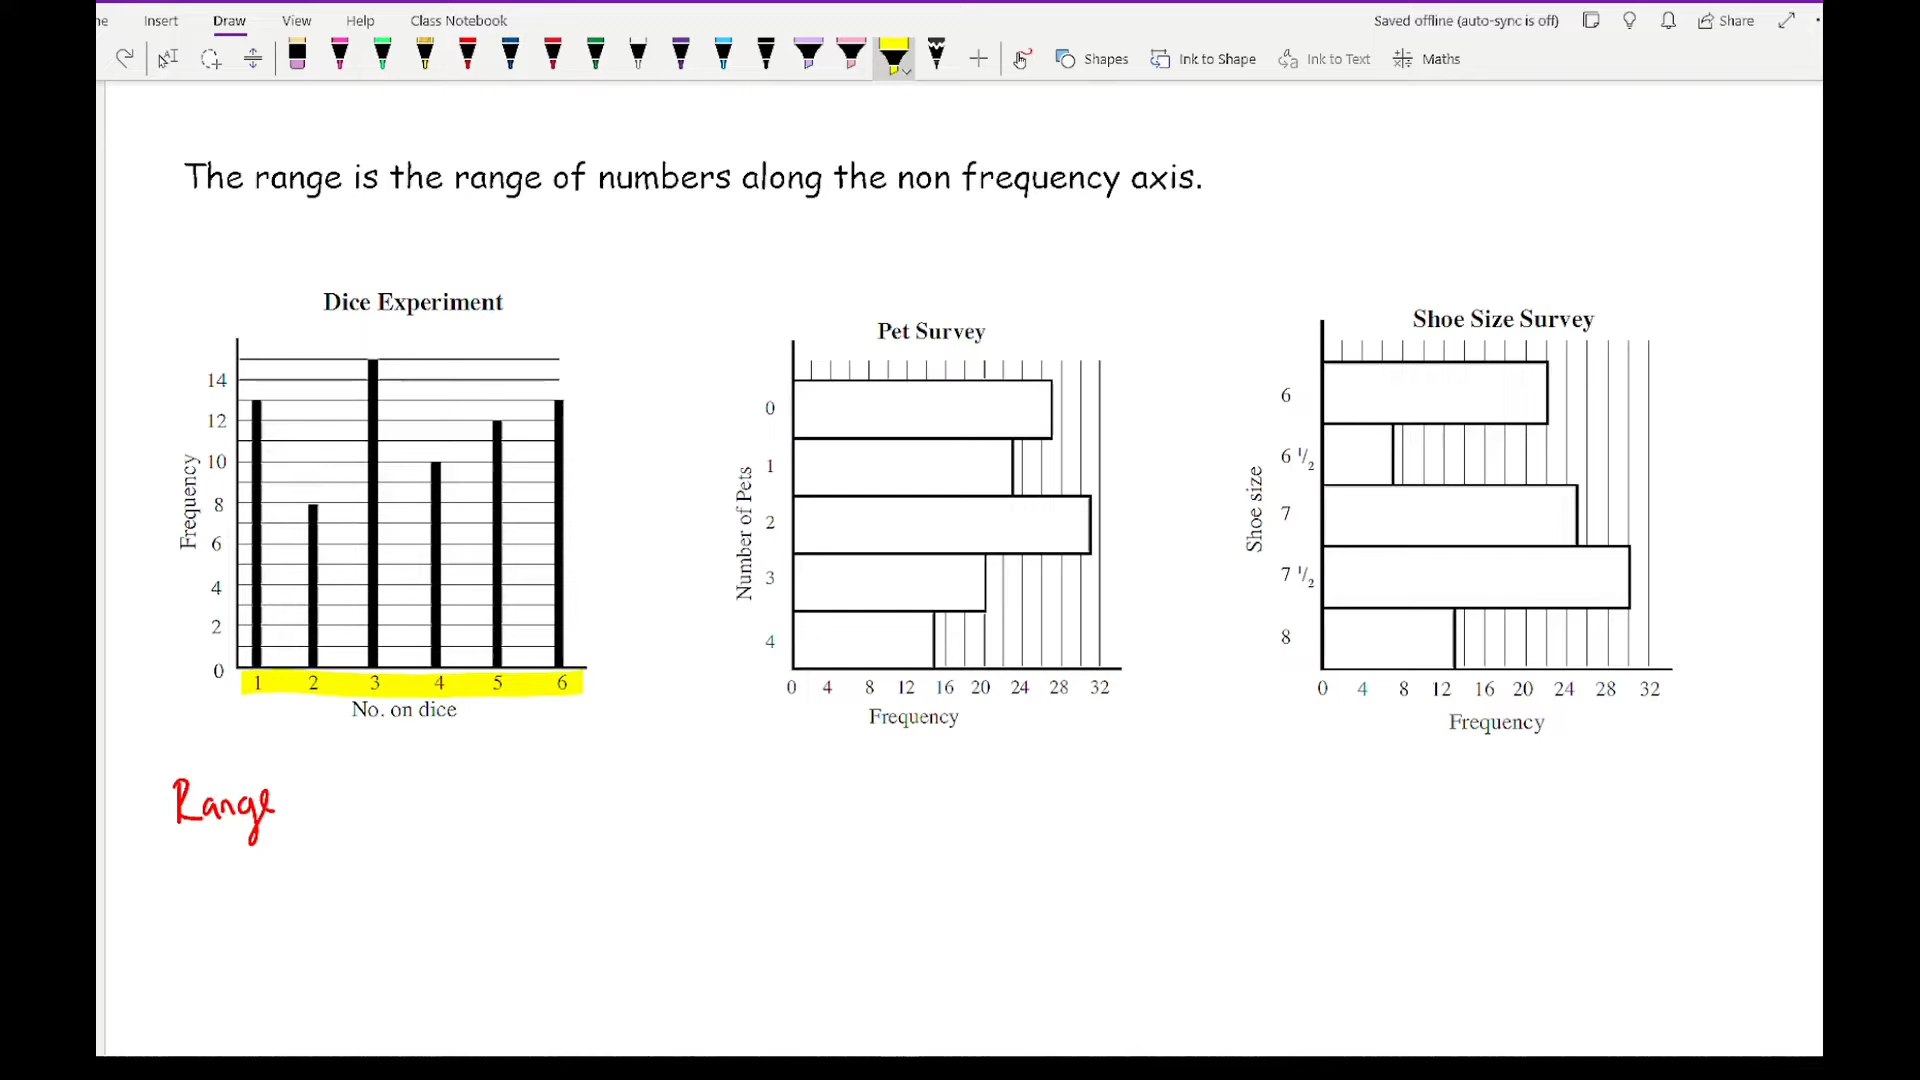 Insert Draw View Help Class Notebook Saved offline (auto-sync is off) Share
Shapes Ink to Shape Ink to Text Maths
The range is the range of numbers along the non frequency axis.
Dice Experiment
Frequency
14
12
10
8
6
4
2
0
1 2 3 4 5 6
No. on dice
Pet Survey
Number of Pets
0
1
2
3
4
0 4 8 12 16 20 24 28 32
Frequency
Shoe Size Survey
Shoe size
6
6 1/2
7
7 1/2
8
0 4 8 12 16 20 24 28 32
Frequency
Range